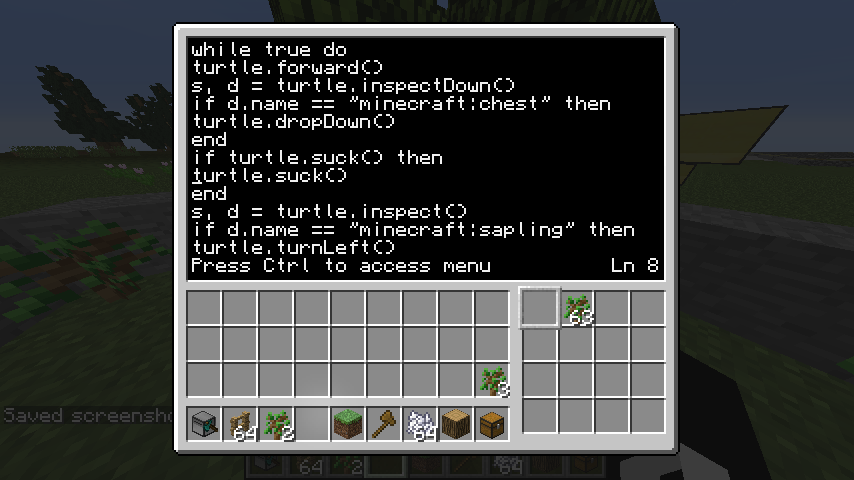 while true do
turtle.forward()
s, d = turtle.inspectDown()
if d.name == "minecraft:chest" then
turtle.dropDown()
end
if turtle.suck() then
turtle.suck()
end
s, d = turtle.inspect()
if d.name == "minecraft:sapling" then
turtle.turnLeft()
Press Ctrl to access menu Ln 8
63
3
64 2 64
Saved screensho
64 2 64